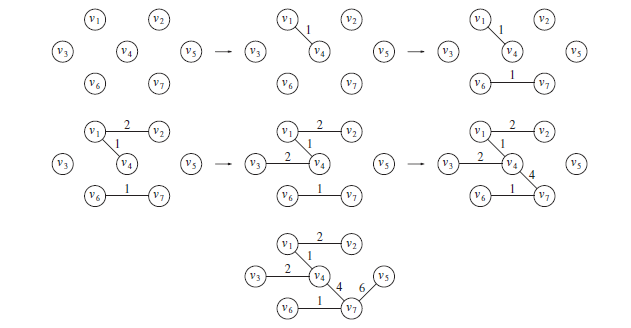 v1 v2 v1 v2 v1 v2
1 1
v3 v4 v5 v3 v4 v5 v3 v4 v5
1
v6 v7 v6 v7 v6 v7
2 2 2
v1 v2 v1 v2 v1 v2
1 1 1
2 2
v3 v4 v5 v3 v4 v5 v3 v4 v5
4
1 1 1
v6 v7 v6 v7 v6 v7
2
v1 v2
1
2
v3 v4 v5
4 6
1
v6 v7